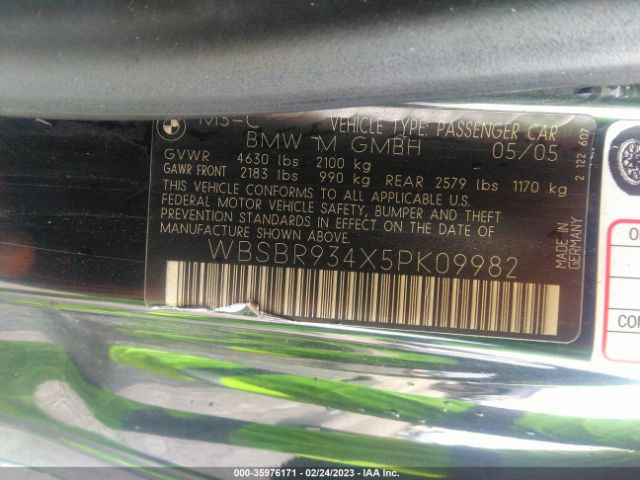 VEHICLE TYPE: PASSENGER CAR
BMW M GMBH 05/05
GVWR 4630 lbs 2100 kg
GAWR FRONT 2183 lbs 990 kg REAR 2579 lbs 1170 kg
THIS VEHICLE CONFORMS TO ALL APPLICABLE U.S.
FEDERAL MOTOR VEHICLE SAFETY, BUMPER AND THEFT
PREVENTION STANDARDS IN EFFECT ON THE DATE OF
MANUFACTURE SHOWN ABOVE.
WBSBR934X5PK09982
MADE IN
GERMANY
2 122 607
000-35976171 - 02/24/2023 - IAA Inc.